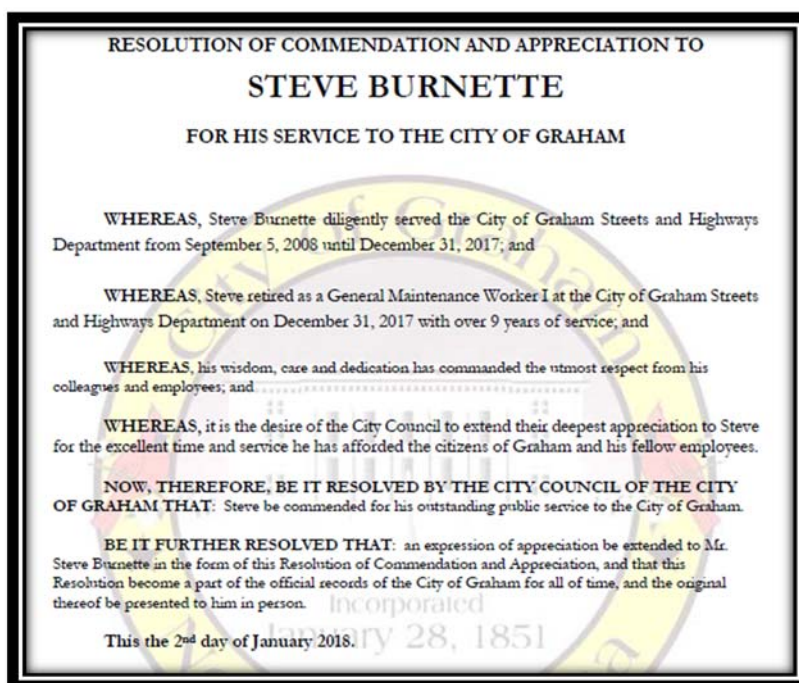 RESOLUTION OF COMMENDATION AND APPRECIATION TO
STEVE BURNETTE
FOR HIS SERVICE TO THE CITY OF GRAHAM
WHEREAS, Steve Burnette diligently served the City of Graham Streets and Highways
Department from September 5, 2008 until December 31, 2017; and
WHEREAS, Steve retired as a General Maintenance Worker I at the City of Graham Streets
and Highways Department on December 31, 2017 with over 9 years of service; and
WHEREAS, his wisdom, care and dedication has commanded the utmost respect from his
colleagues and employees; and
WHEREAS, it is the desire of the City Council to extend their deepest appreciation to Steve
for the excellent time and service he has afforded the citizens of Graham and his fellow employees.
NOW, THEREFORE, BE IT RESOLVED BY THE CITY COUNCIL OF THE CITY
OF GRAHAM THAT: Steve be commended for his outstanding public service to the City of Graham.
BE IT FURTHER RESOLVED THAT: an expression of appreciation be extended to Mr.
Steve Burnette in the form of this Resolution of Commendation and Appreciation, and that this
Resolution become a part of the official records of the City of Graham for all of time, and the original
thereof be presented to him in person.
This the 2nd day of January 2018.
City of Graham
Incorporated
January 28, 1851